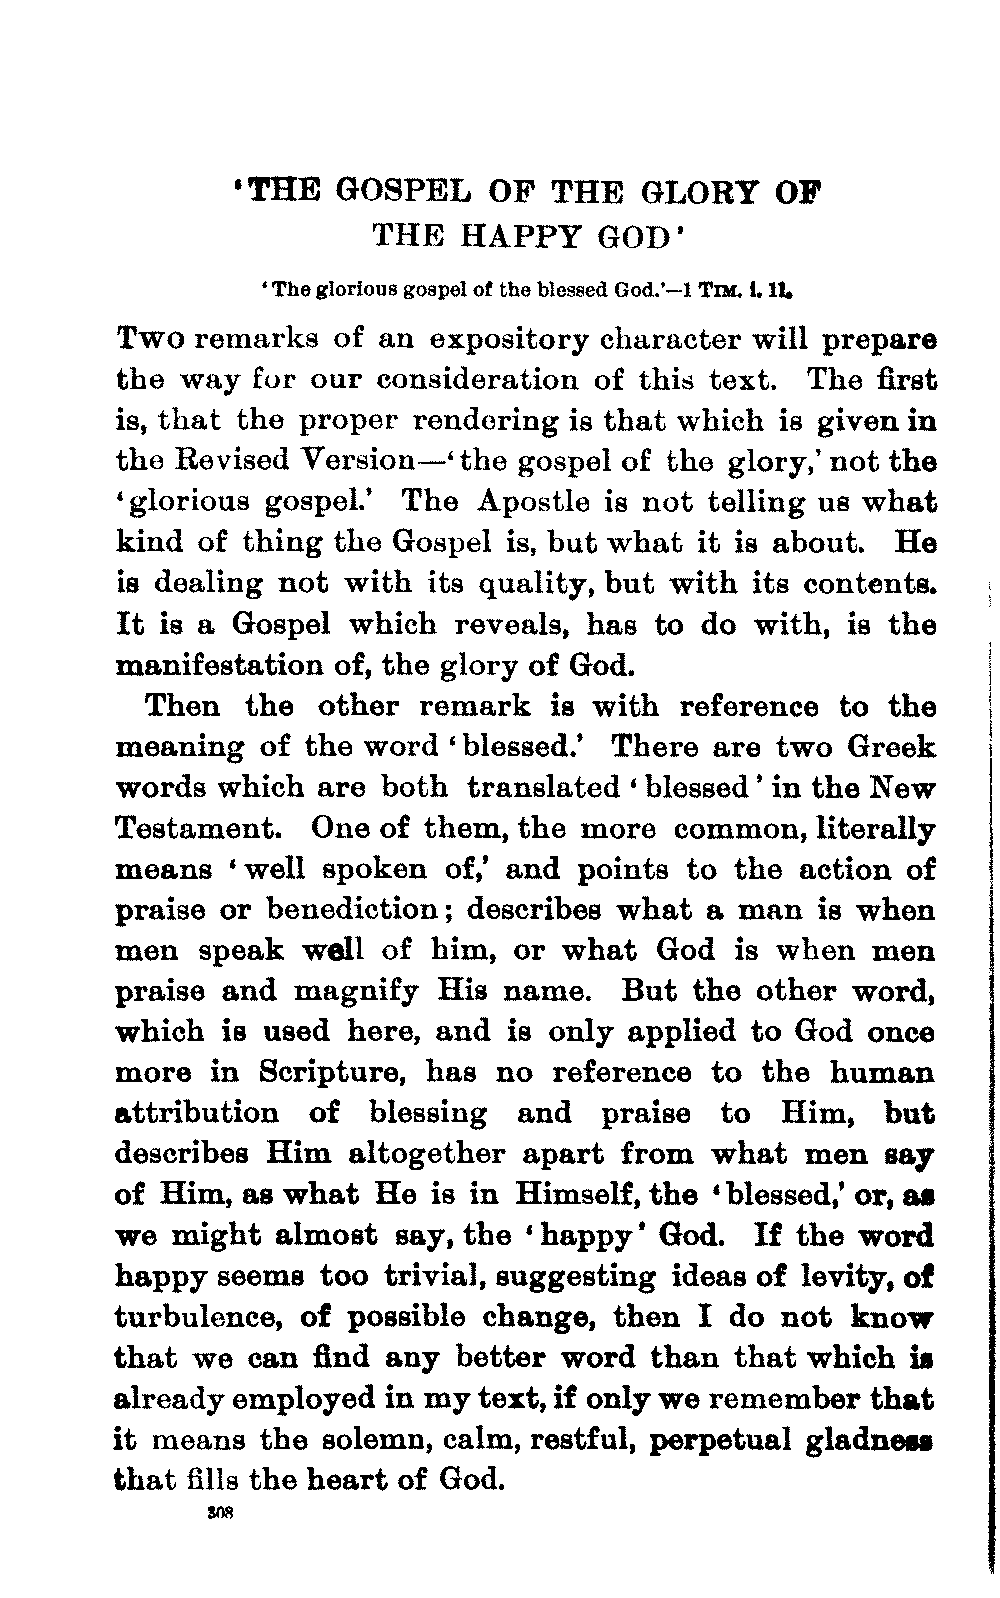 ‘THE GOSPEL OF THE GLORY OF
THE HAPPY GOD’
‘The glorious gospel of the blessed God.’—1 TIM. i. 11.
Two remarks of an expository character will prepare
the way for our consideration of this text. The first
is, that the proper rendering is that which is given in
the Revised Version—‘the gospel of the glory,’ not the
‘glorious gospel.’ The Apostle is not telling us what
kind of thing the Gospel is, but what it is about. He
is dealing not with its quality, but with its contents.
It is a Gospel which reveals, has to do with, is the
manifestation of, the glory of God.
Then the other remark is with reference to the
meaning of the word ‘blessed.’ There are two Greek
words which are both translated ‘blessed’ in the New
Testament. One of them, the more common, literally
means ‘well spoken of,’ and points to the action of
praise or benediction; describes what a man is when
men speak well of him, or what God is when men
praise and magnify His name. But the other word,
which is used here, and is only applied to God once
more in Scripture, has no reference to the human
attribution of blessing and praise to Him, but
describes Him altogether apart from what men say
of Him, as what He is in Himself, the ‘blessed,’ or, as
we might almost say, the ‘happy’ God. If the word
happy seems too trivial, suggesting ideas of levity, of
turbulence, of possible change, then I do not know
that we can find any better word than that which is
already employed in my text, if only we remember that
it means the solemn, calm, restful, perpetual gladness
that fills the heart of God.
308